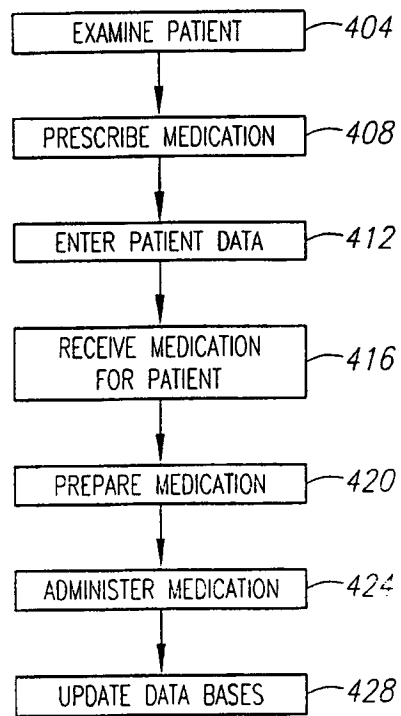 EXAMINE PATIENT 404
PRESCRIBE MEDICATION 408
ENTER PATIENT DATA 412
RECEIVE MEDICATION
FOR PATIENT 416
PREPARE MEDICATION 420
ADMINISTER MEDICATION 424
UPDATE DATA BASES 428